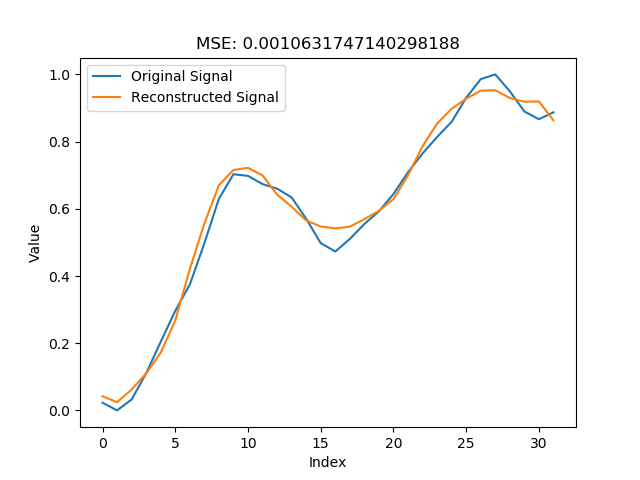 MSE: 0.0010631747140298188
Original Signal
Reconstructed Signal
1.0
0.8
0.6
0.4
0.2
0.0
Value
0 5 10 15 20 25 30
Index